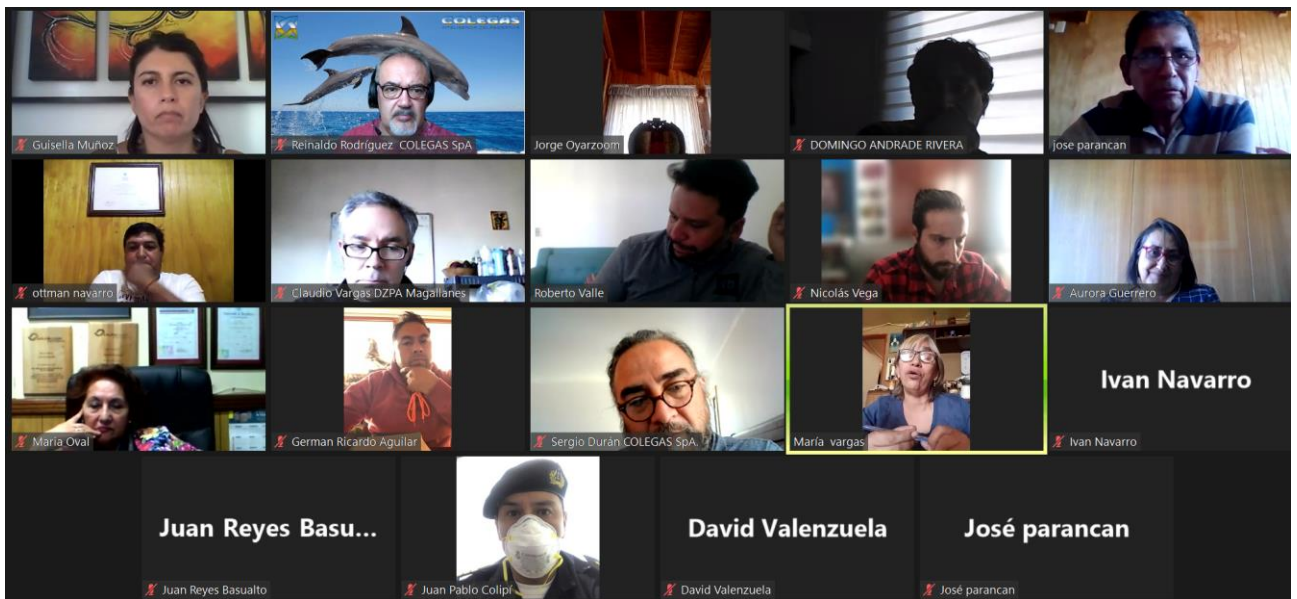 COLEGAS
Guisella Muñoz
Reinaldo Rodríguez COLEGAS SpA
Jorge Oyarzoom
DOMINGO ANDRADE RIVERA
jose parancan
ottman navarro
Claudio Vargas DZPA Magallanes
Roberto Valle
Nicolás Vega
Aurora Guerrero
María Oval
German Ricardo Aguilar
Sergio Durán COLEGAS SpA.
María vargas
Ivan Navarro
Ivan Navarro
Juan Reyes Basu...
Juan Reyes Basualto
Juan Pablo Colipí
David Valenzuela
David Valenzuela
José parancan
José parancan